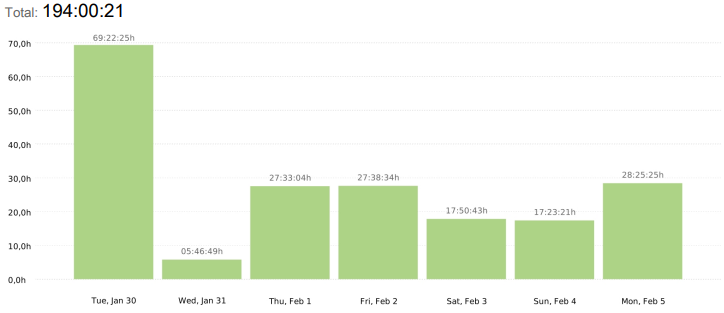 Total: 194:00:21
69:22:25h
70,0h
60,0h
50,0h
40,0h
30,0h
20,0h
10,0h
0,0h
05:46:49h
27:33:04h
27:38:34h
17:50:43h
17:23:21h
28:25:25h
Tue, Jan 30
Wed, Jan 31
Thu, Feb 1
Fri, Feb 2
Sat, Feb 3
Sun, Feb 4
Mon, Feb 5